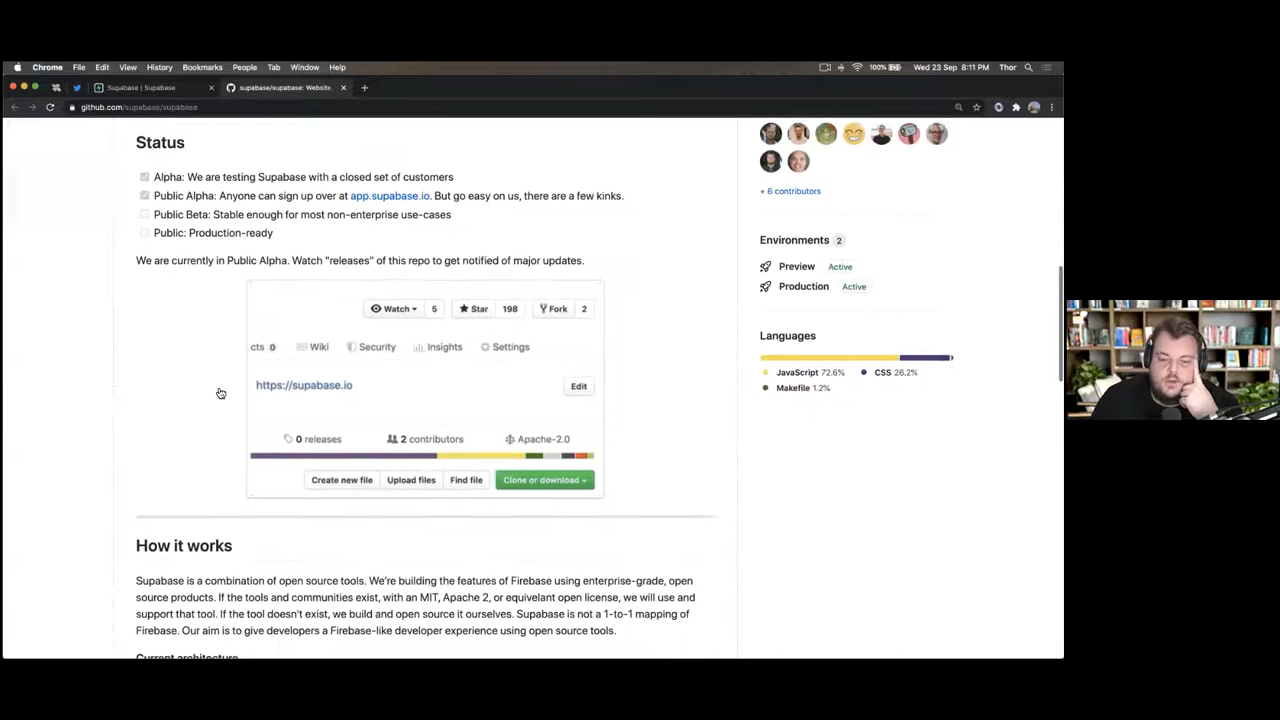 Chrome File Edit View History Bookmarks People Tab Window Help
100% Wed 23 Sep 8:11 PM Thor
Supabase | Supabase
supabase/supabase: Website
github.com/supabase/supabase
Status
Alpha: We are testing Supabase with a closed set of customers
Public Alpha: Anyone can sign up over at app.supabase.io. But go easy on us, there are a few kinks.
Public Beta: Stable enough for most non-enterprise use-cases
Public: Production-ready
We are currently in Public Alpha. Watch "releases" of this repo to get notified of major updates.
Watch 5 Star 198 Fork 2
cts 0 Wiki Security Insights Settings
https://supabase.io Edit
0 releases 2 contributors Apache-2.0
Create new file Upload files Find file Clone or download
How it works
Supabase is a combination of open source tools. We're building the features of Firebase using enterprise-grade, open
source products. If the tools and communities exist, with an MIT, Apache 2, or equivelant open license, we will use and
support that tool. If the tool doesn't exist, we build and open source it ourselves. Supabase is not a 1-to-1 mapping of
Firebase. Our aim is to give developers a Firebase-like developer experience using open source tools.
Current architecture
+ 6 contributors
Environments 2
Preview Active
Production Active
Languages
JavaScript 72.6% CSS 26.2%
Makefile 1.2%